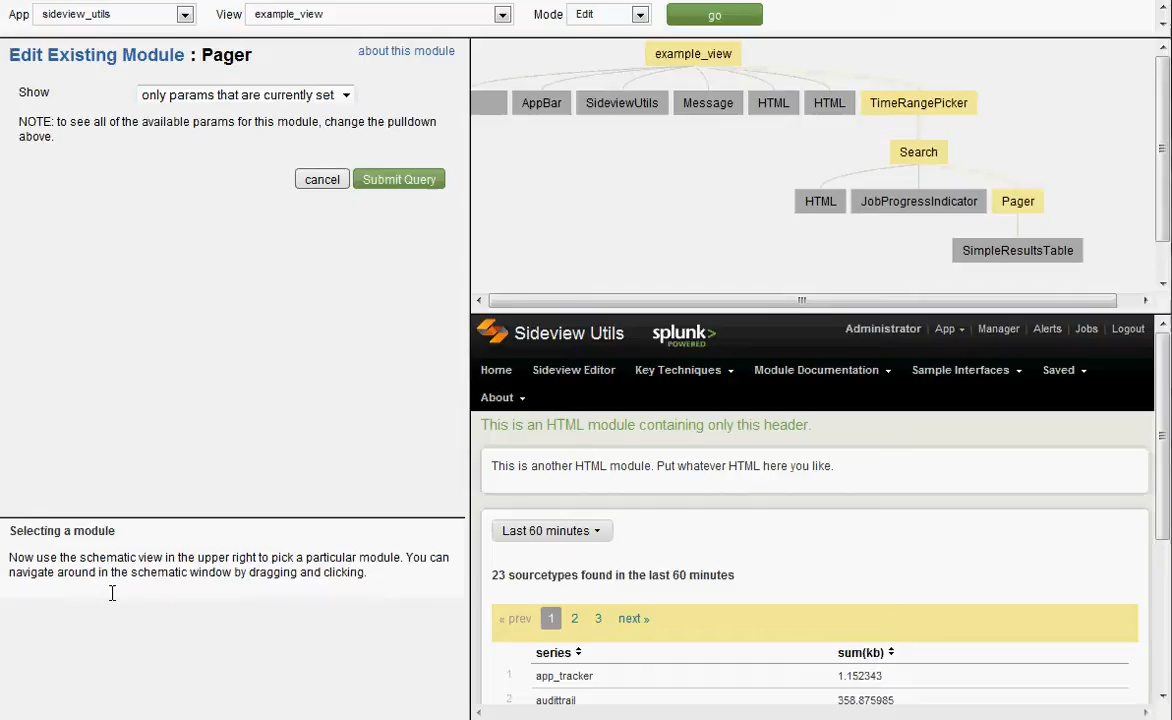 App sideview_utils View example_view Mode Edit go
Edit Existing Module : Pager
about this module
Show only params that are currently set
NOTE: to see all of the available params for this module, change the pulldown
above.
cancel Submit Query
Selecting a module
Now use the schematic view in the upper right to pick a particular module. You can
navigate around in the schematic window by dragging and clicking.
example_view
AppBar SideviewUtils Message HTML HTML TimeRangePicker
Search
HTML JobProgressIndicator Pager
SimpleResultsTable
Sideview Utils splunk> POWERED
Administrator | App | Manager | Alerts | Jobs | Logout
Home Sideview Editor Key Techniques Module Documentation Sample Interfaces Saved
About
This is an HTML module containing only this header.
This is another HTML module. Put whatever HTML here you like.
Last 60 minutes
23 sourcetypes found in the last 60 minutes
« prev 1 2 3 next »
series sum(kb)
1 app_tracker 1.152343
2 audittrail 358.875985